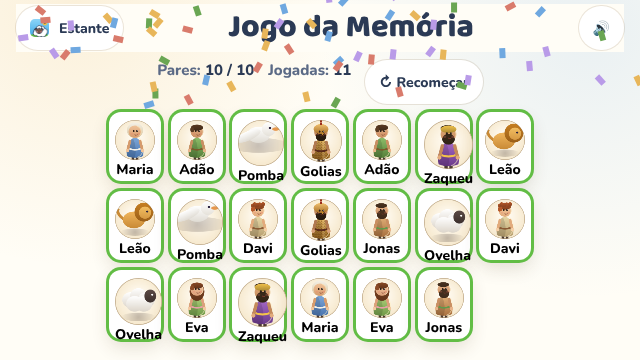 Estante
Jogo da Memória
Pares: 10 / 10 Jogadas: 11
Recomeçar
Maria Adão Pomba Golias Adão Zaqueu Leão
Leão Pomba Davi Golias Jonas Ovelha Davi
Ovelha Eva Zaqueu Maria Eva Jonas